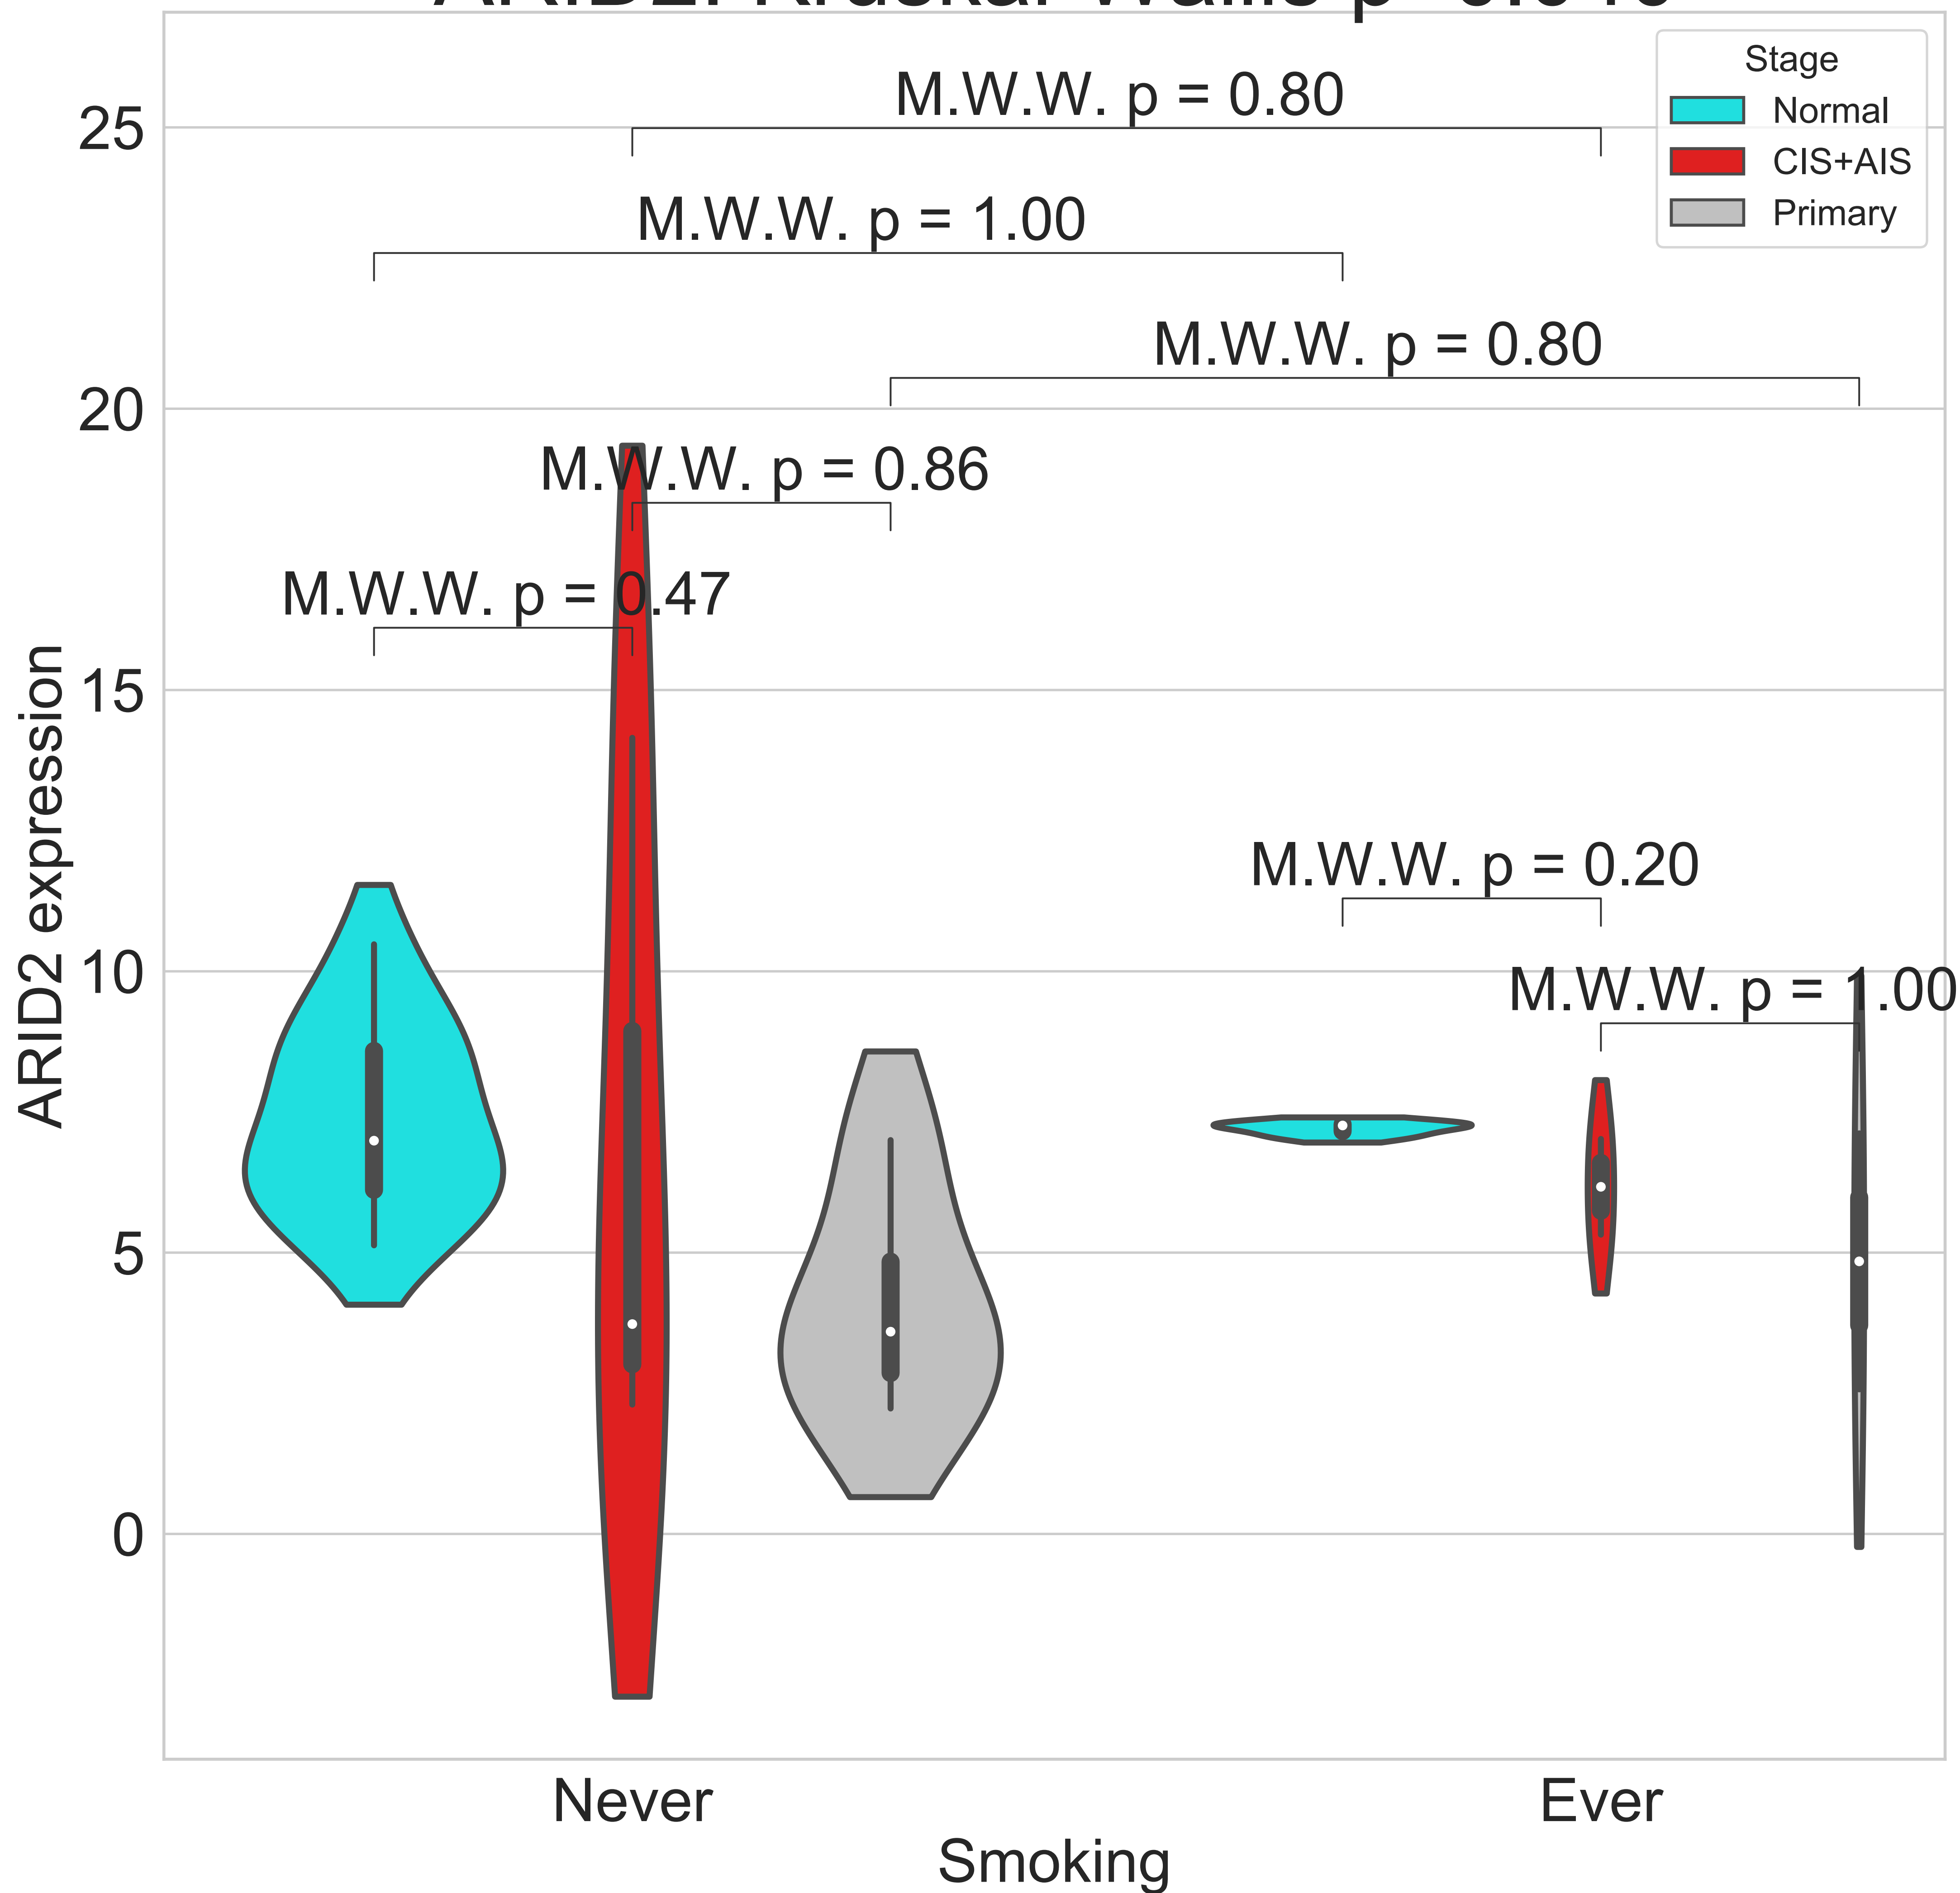 Stage
Normal
CIS+AIS
Primary
M.W.W. p = 0.80
M.W.W. p = 1.00
M.W.W. p = 0.80
M.W.W. p = 0.86
M.W.W. p = 0.47
M.W.W. p = 0.20
M.W.W. p = 1.00
25
20
15
10
5
0
ARID2 expression
Never
Ever
Smoking